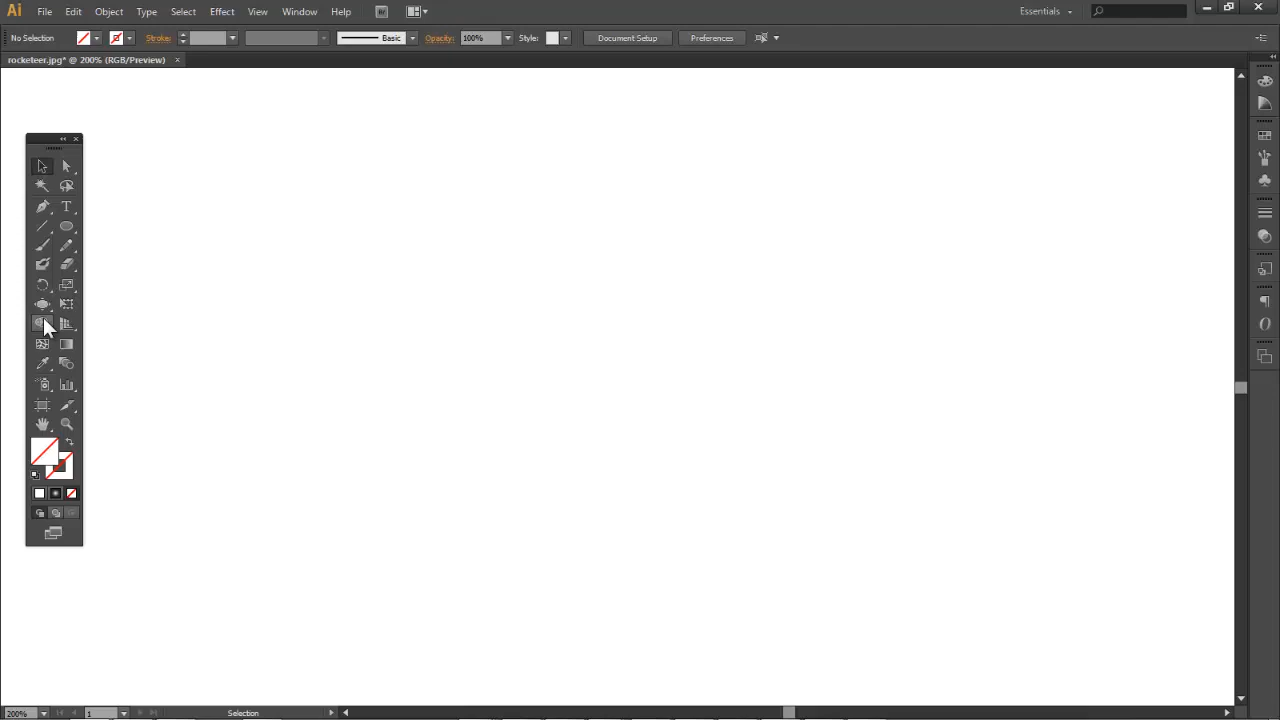 Ai File Edit Object Type Select Effect View Window Help Br Essentials
No Selection Stroke: Basic Opacity: 100% Style: Document Setup Preferences
rocketeer.jpg* @ 200% (RGB/Preview) ×
T
200% 1 Selection